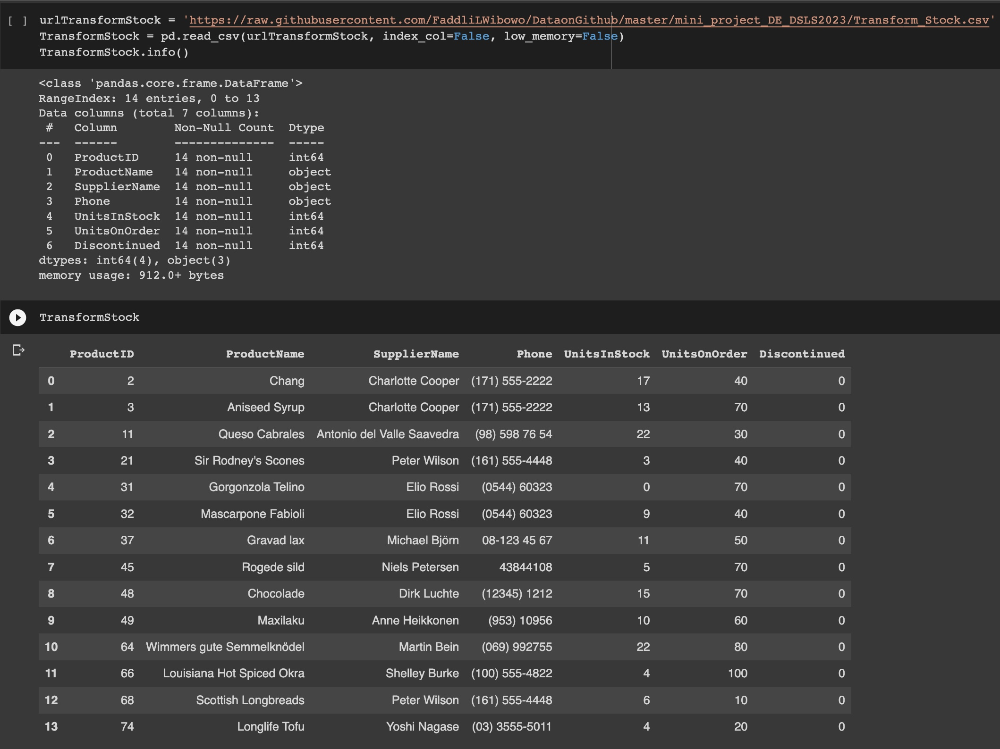 [ ] urlTransformStock = 'https://raw.githubusercontent.com/FaddliLWibowo/DataonGithub/master/mini_project_DE_DSLS2023/Transform_Stock.csv'
TransformStock = pd.read_csv(urlTransformStock, index_col=False, low_memory=False)
TransformStock.info()
<class 'pandas.core.frame.DataFrame'>
RangeIndex: 14 entries, 0 to 13
Data columns (total 7 columns):
# Column Non-Null Count Dtype
--- ------ -------------- -----
0 ProductID 14 non-null int64
1 ProductName 14 non-null object
2 SupplierName 14 non-null object
3 Phone 14 non-null object
4 UnitsInStock 14 non-null int64
5 UnitsOnOrder 14 non-null int64
6 Discontinued 14 non-null int64
dtypes: int64(4), object(3)
memory usage: 912.0+ bytes
TransformStock
ProductID ProductName SupplierName Phone UnitsInStock UnitsOnOrder Discontinued
0 2 Chang Charlotte Cooper (171) 555-2222 17 40 0
1 3 Aniseed Syrup Charlotte Cooper (171) 555-2222 13 70 0
2 11 Queso Cabrales Antonio del Valle Saavedra (98) 598 76 54 22 30 0
3 21 Sir Rodney's Scones Peter Wilson (161) 555-4448 3 40 0
4 31 Gorgonzola Telino Elio Rossi (0544) 60323 0 70 0
5 32 Mascarpone Fabioli Elio Rossi (0544) 60323 9 40 0
6 37 Gravad lax Michael Björn 08-123 45 67 11 50 0
7 45 Rogede sild Niels Petersen 43844108 5 70 0
8 48 Chocolade Dirk Luchte (12345) 1212 15 70 0
9 49 Maxilaku Anne Heikkonen (953) 10956 10 60 0
10 64 Wimmers gute Semmelknödel Martin Bein (069) 992755 22 80 0
11 66 Louisiana Hot Spiced Okra Shelley Burke (100) 555-4822 4 100 0
12 68 Scottish Longbreads Peter Wilson (161) 555-4448 6 10 0
13 74 Longlife Tofu Yoshi Nagase (03) 3555-5011 4 20 0